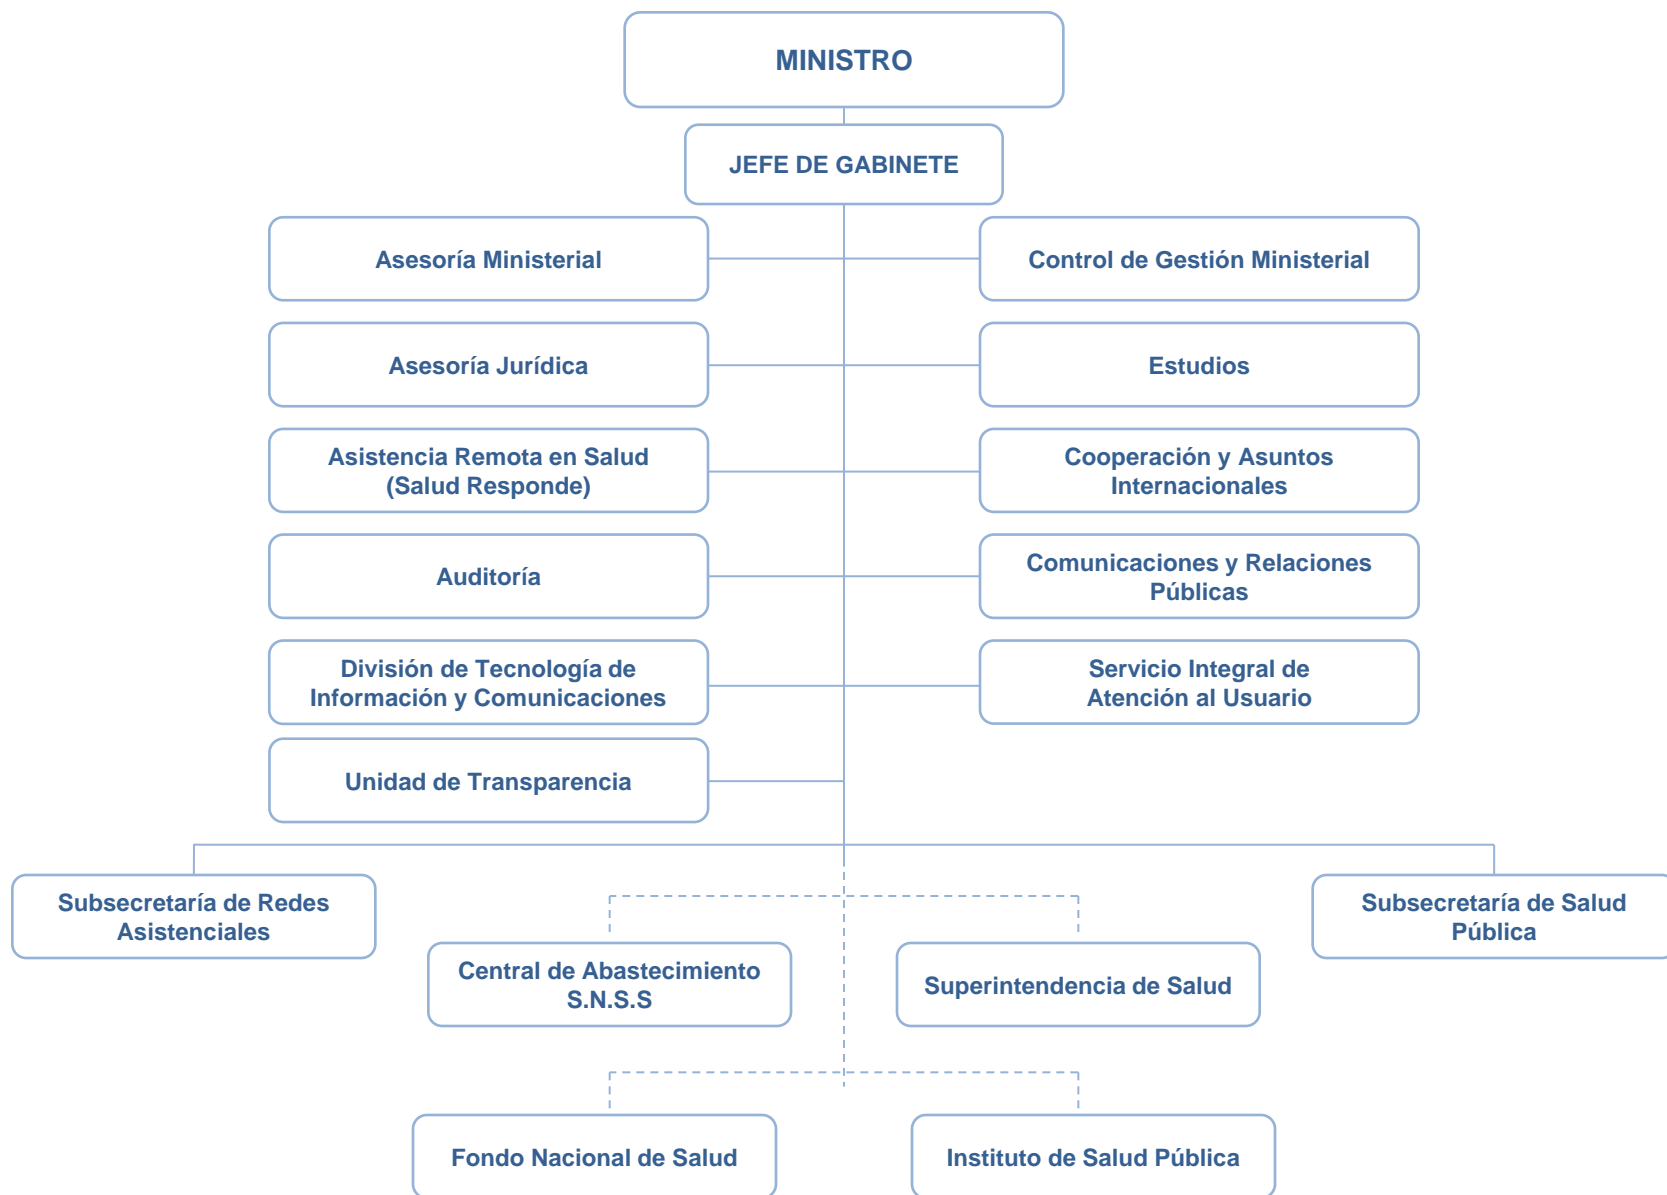 MINISTRO
JEFE DE GABINETE
Asesoría Ministerial
Control de Gestión Ministerial
Asesoría Jurídica
Estudios
Asistencia Remota en Salud
(Salud Responde)
Cooperación y Asuntos
Internacionales
Auditoría
Comunicaciones y Relaciones
Públicas
División de Tecnología de
Información y Comunicaciones
Servicio Integral de
Atención al Usuario
Unidad de Transparencia
Subsecretaría de Redes
Asistenciales
Subsecretaría de Salud
Pública
Central de Abastecimiento
S.N.S.S
Superintendencia de Salud
Fondo Nacional de Salud
Instituto de Salud Pública